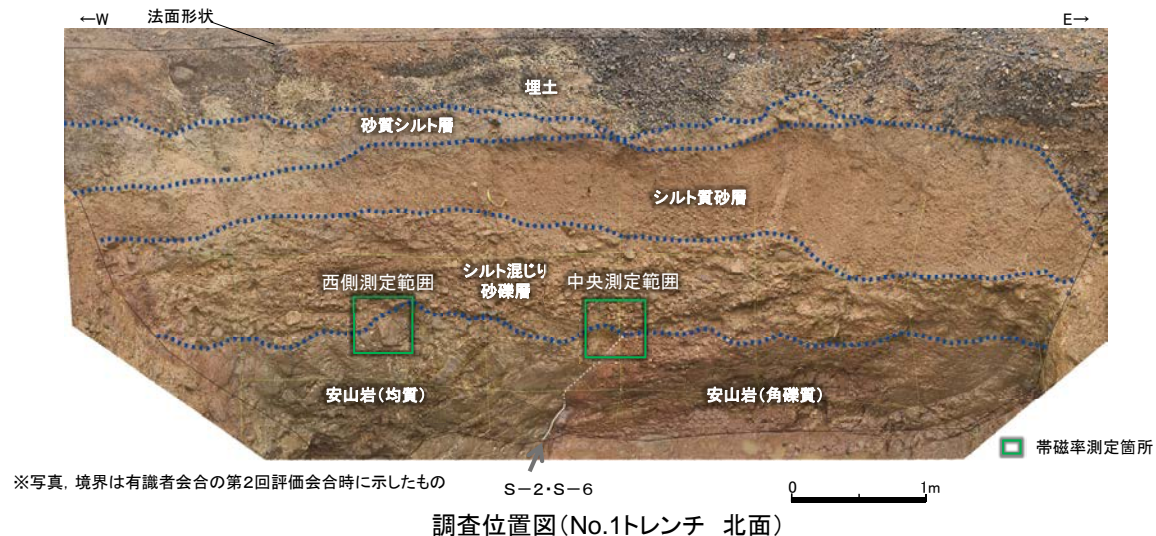 ←W
法面形状
E→
埋土
砂質シルト層
シルト質砂層
シルト混じり
砂礫層
西側測定範囲
中央測定範囲
安山岩(均質)
安山岩(角礫質)
帯磁率測定箇所
※写真，境界は有識者会合の第2回評価会合時に示したもの
S－2・S－6
0
1m
調査位置図(No.1トレンチ 北面)